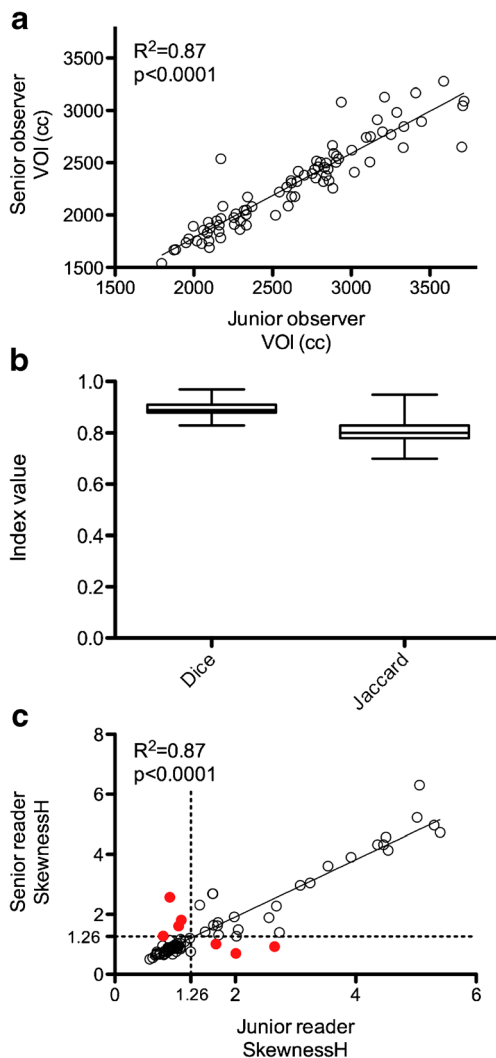 a
R²=0.87
p<0.0001
Senior observer
VOI (cc)
3500
3000
2500
2000
1500
1500
2000
2500
3000
3500
Junior observer
VOI (cc)
b
Index value
1.0
0.8
0.6
0.4
0.2
0.0
Dice
Jaccard
c
R²=0.87
p<0.0001
Senior reader
SkewnessH
8
6
4
2
1.26
0
0
1.26
2
4
6
Junior reader
SkewnessH